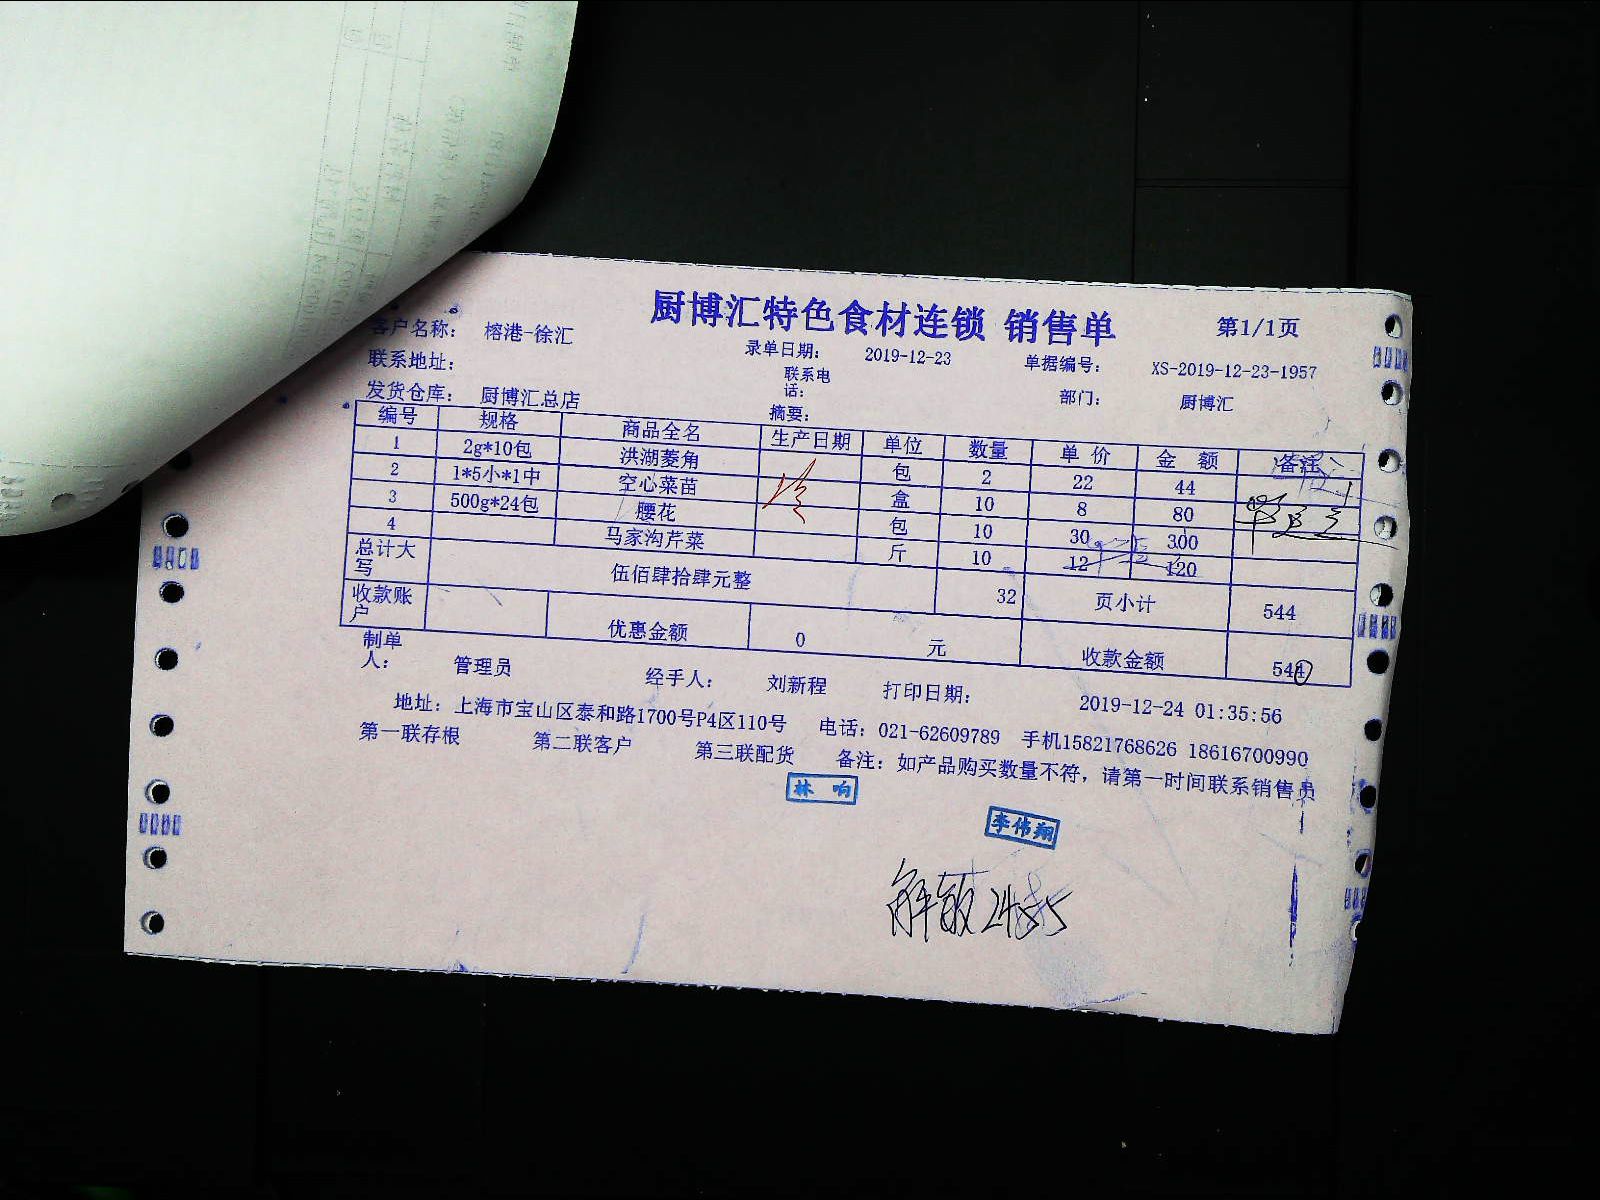 厨博汇特色食材连锁 销售单 第1/1页
客户名称： 榕港-徐汇 录单日期： 2019-12-23 单据编号： XS-2019-12-23-1957
联系地址： 联系电话： 部门： 厨博汇
发货仓库： 厨博汇总店 摘要：
编号 规格 商品全名 生产日期 单位 数量 单价 金额 备注
1 2g*10包 洪湖菱角 包 2 22 44
2 1*5小*1中 空心菜苗 盒 10 8 80
3 500g*24包 腰花 包 10 30 300
4 马家沟芹菜 斤 10 12 120
总计大写 伍佰肆拾肆元整 32 页小计 544
收款账户 优惠金额 0 元 收款金额 544
制单人： 管理员 经手人： 刘新程 打印日期： 2019-12-24 01:35:56
地址：上海市宝山区泰和路1700号P4区110号 电话：021-62609789 手机15821768626 18616700990
第一联存根 第二联客户 第三联配货 备注：如产品购买数量不符，请第一时间联系销售员
林响
李伟翔